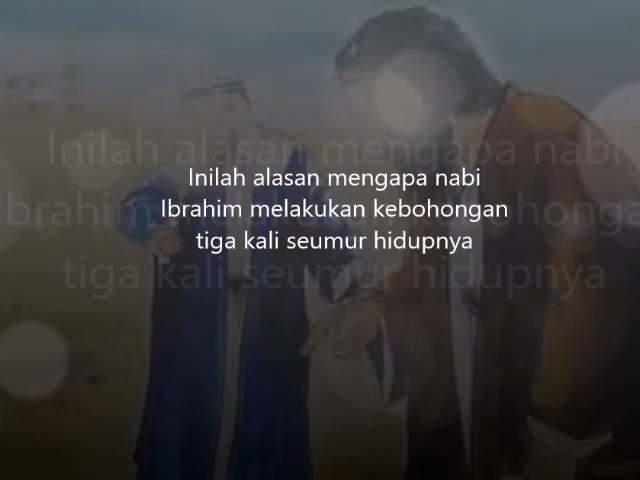 Inilah alasan mengapa nabi
Ibrahim melakukan kebohongan
tiga kali seumur hidupnya